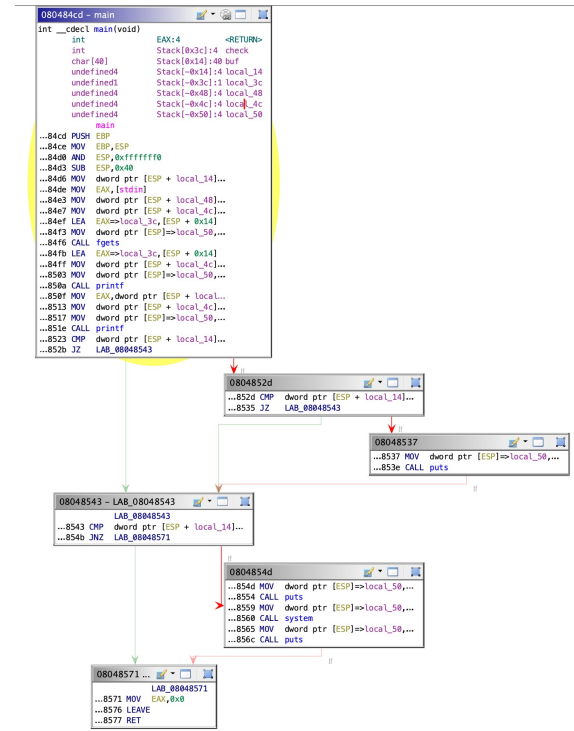 080484cd - main
int __cdecl main(void)
int EAX:4 <RETURN>
int Stack[0x3c]:4 check
char[40] Stack[0x14]:40 buf
undefined4 Stack[-0x14]:4 local_14
undefined1 Stack[-0x3c]:1 local_3c
undefined4 Stack[-0x48]:4 local_48
undefined4 Stack[-0x4c]:4 local_4c
undefined4 Stack[-0x50]:4 local_50
main
...84cd PUSH EBP
...84ce MOV EBP,ESP
...84d0 AND ESP,0xfffffff0
...84d3 SUB ESP,0x40
...84d6 MOV dword ptr [ESP + local_14]...
...84de MOV EAX,[stdin]
...84e3 MOV dword ptr [ESP + local_48]...
...84e7 MOV dword ptr [ESP + local_4c]...
...84ef LEA EAX=>local_3c,[ESP + 0x14]
...84f3 MOV dword ptr [ESP]=>local_50,...
...84f6 CALL fgets
...84fb LEA EAX=>local_3c,[ESP + 0x14]
...84ff MOV dword ptr [ESP + local_4c]...
...8503 MOV dword ptr [ESP]=>local_50,...
...850a CALL printf
...850f MOV EAX,dword ptr [ESP + local...
...8513 MOV dword ptr [ESP + local_4c]...
...8517 MOV dword ptr [ESP]=>local_50,...
...851e CALL printf
...8523 CMP dword ptr [ESP + local_14]...
...852b JZ LAB_08048543
If
0804852d
...852d CMP dword ptr [ESP + local_14]...
...8535 JZ LAB_08048543
If
08048537
...8537 MOV dword ptr [ESP]=>local_50,...
...853e CALL puts
If
08048543 - LAB_08048543
LAB_08048543
...8543 CMP dword ptr [ESP + local_14]...
...854b JNZ LAB_08048571
If
0804854d
...854d MOV dword ptr [ESP]=>local_50,...
...8554 CALL puts
...8559 MOV dword ptr [ESP]=>local_50,...
...8560 CALL system
...8565 MOV dword ptr [ESP]=>local_50,...
...856c CALL puts
If
08048571 ...
LAB_08048571
...8571 MOV EAX,0x0
...8576 LEAVE
...8577 RET